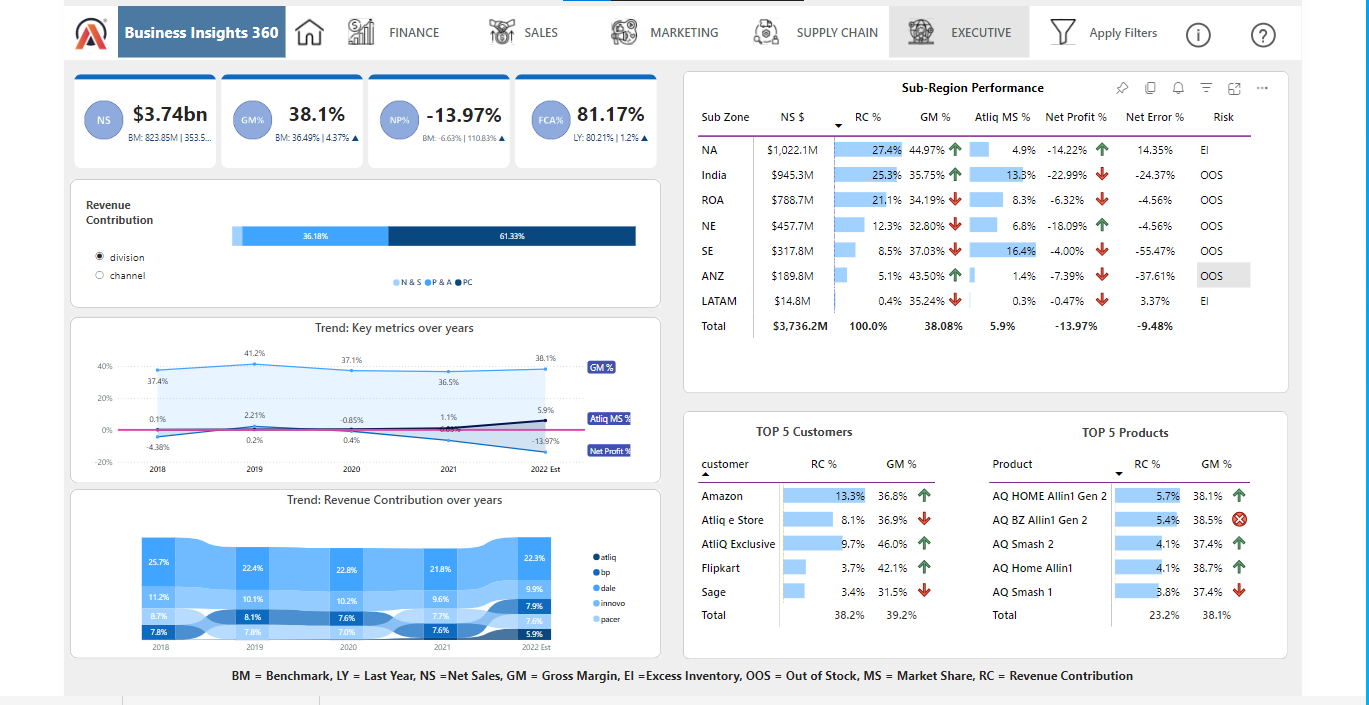 Business Insights 360
FINANCE
SALES
MARKETING
SUPPLY CHAIN
EXECUTIVE
Apply Filters
NS
$3.74bn
BM: 823.85M | 353.5...
GM%
38.1%
BM: 36.49% | 4.37%
NP%
-13.97%
BM: -6.63% | 110.83%
FCA%
81.17%
LY: 80.21% | 1.2%
Revenue
Contribution
division
channel
36.18%
61.33%
N & S P & A PC
Trend: Key metrics over years
40%
20%
0%
-20%
37.4%
41.2%
37.1%
36.5%
38.1%
GM %
0.1%
2.21%
-0.85%
1.1%
5.9%
Atliq MS %
-4.38%
0.2%
0.4%
-13.97%
Net Profit %
2018 2019 2020 2021 2022 Est
Trend: Revenue Contribution over years
25.7% 22.4% 22.8% 21.8% 22.3%
11.2% 10.1% 10.2% 9.6% 9.9%
8.7% 8.1% 7.6% 7.7% 7.9%
7.8% 7.8% 7.0% 7.6% 7.6%
5.9%
2018 2019 2020 2021 2022 Est
atliq
bp
dale
innovo
pacer
Sub-Region Performance
Sub Zone NS $ RC % GM % Atliq MS % Net Profit % Net Error % Risk
NA $1,022.1M 27.4% 44.97% 4.9% -14.22% 14.35% EI
India $945.3M 25.3% 35.75% 13.3% -22.99% -24.37% OOS
ROA $788.7M 21.1% 34.19% 8.3% -6.32% -4.56% OOS
NE $457.7M 12.3% 32.80% 6.8% -18.09% -4.56% OOS
SE $317.8M 8.5% 37.03% 16.4% -4.00% -55.47% OOS
ANZ $189.8M 5.1% 43.50% 1.4% -7.39% -37.61% OOS
LATAM $14.8M 0.4% 35.24% 0.3% -0.47% 3.37% EI
Total $3,736.2M 100.0% 38.08% 5.9% -13.97% -9.48%
TOP 5 Customers
customer RC % GM %
Amazon 13.3% 36.8%
Atliq e Store 8.1% 36.9%
AtliQ Exclusive 9.7% 46.0%
Flipkart 3.7% 42.1%
Sage 3.4% 31.5%
Total 38.2% 39.2%
TOP 5 Products
Product RC % GM %
AQ HOME Allin1 Gen 2 5.7% 38.1%
AQ BZ Allin1 Gen 2 5.4% 38.5%
AQ Smash 2 4.1% 37.4%
AQ Home Allin1 4.1% 38.7%
AQ Smash 1 3.8% 37.4%
Total 23.2% 38.1%
BM = Benchmark, LY = Last Year, NS =Net Sales, GM = Gross Margin, EI =Excess Inventory, OOS = Out of Stock, MS = Market Share, RC = Revenue Contribution